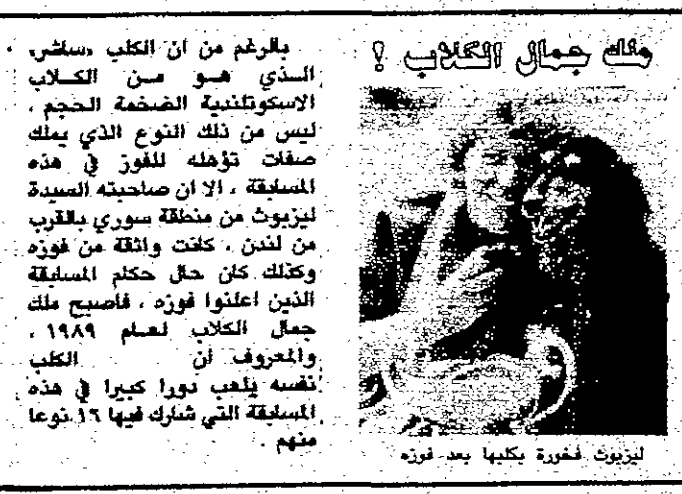 ملك جمال الكلاب !
بالرغم من ان الكلب «ساشر»
الذي هو من الكلاب
الاسكوتلندية الضخمة الحجم ،
ليس من ذلك النوع الذي يملك
صفات تؤهله للفوز في هذه
المسابقة ، الا ان صاحبته السيدة
ليزبوث من منطقة سوري بالقرب
من لندن ، كانت واثقة من فوزه
وكذلك كان حال حكام المسابقة
الذين اعلنوا فوزه ، فاصبح ملك
جمال الكلاب لعام ١٩٨٩ ،
والمعروف ان الكلب
نفسه يلعب دورا كبيرا في هذه
المسابقة التي شارك فيها ١٦ نوعا
منهم .
ليزبوث فخورة بكلبها بعد فوزه